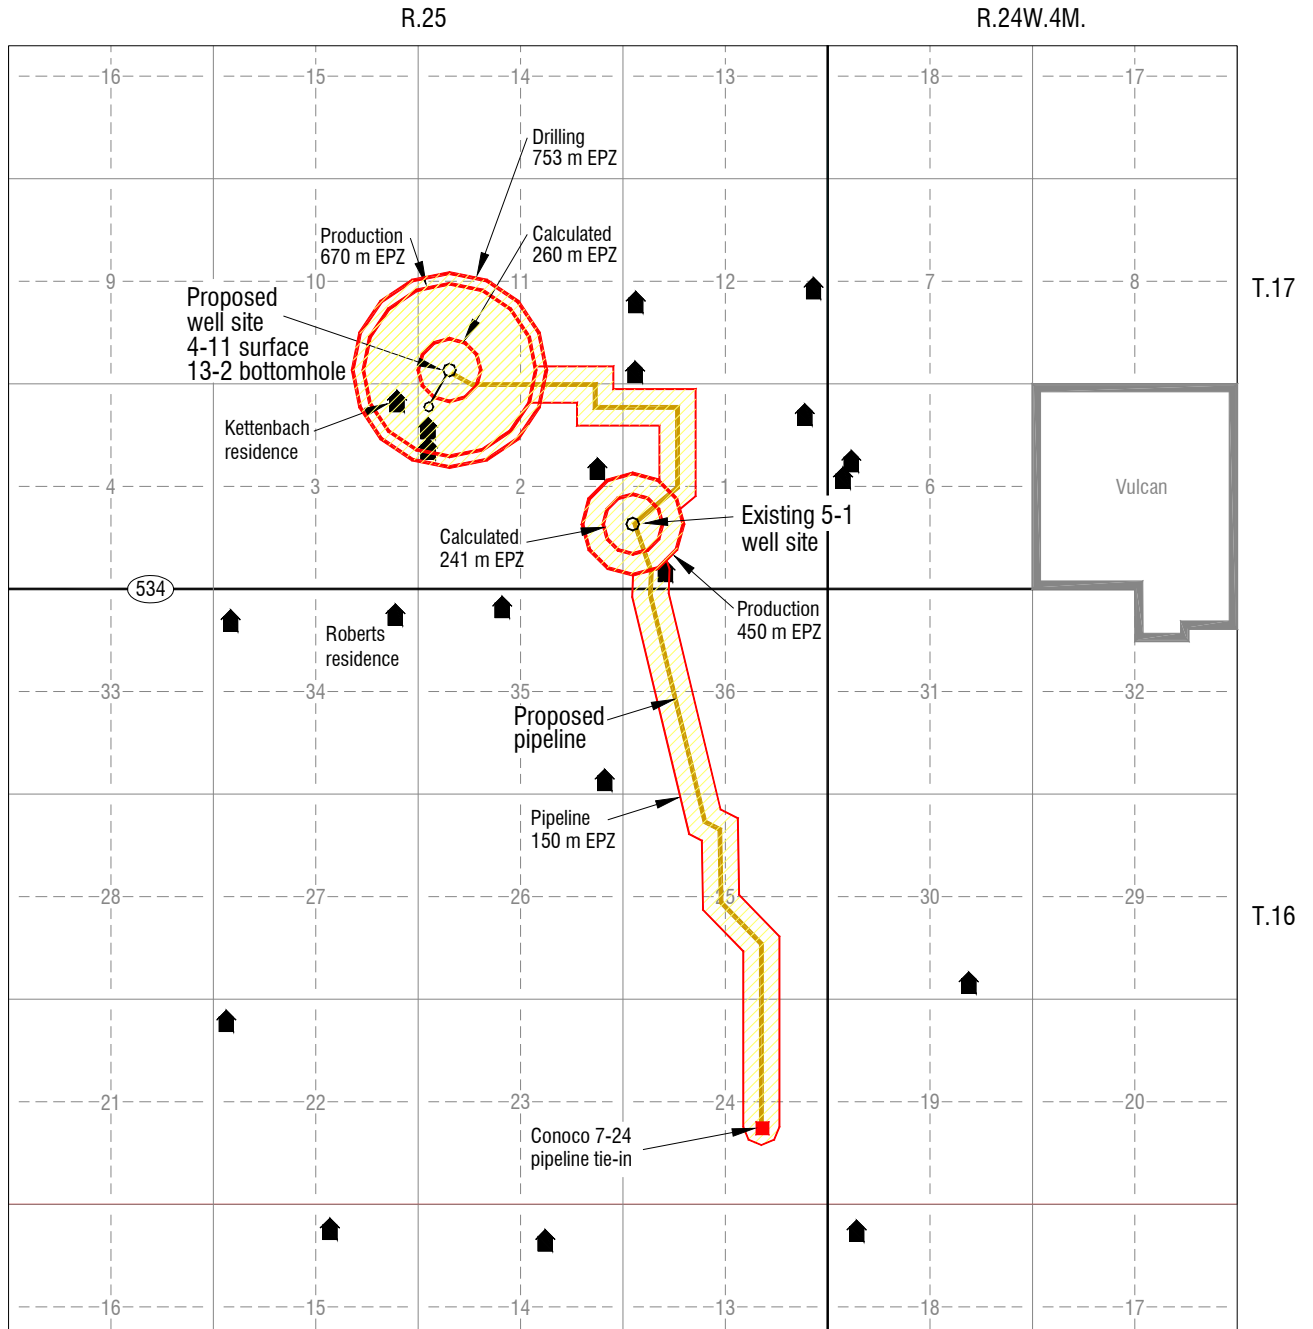 R.25
R.24W.4M.
16
15
14
13
18
17
Drilling
753 m EPZ
Production
670 m EPZ
Calculated
260 m EPZ
9
10
11
12
7
8
T.17
Proposed
well site
4-11 surface
13-2 bottomhole
Kettenbach
residence
4
3
2
1
6
Vulcan
Existing 5-1
well site
Calculated
241 m EPZ
534
Production
450 m EPZ
Roberts
residence
33
34
35
36
31
32
Proposed
pipeline
Pipeline
150 m EPZ
28
27
26
25
30
29
T.16
21
22
23
24
19
20
Conoco 7-24
pipeline tie-in
16
15
14
13
18
17